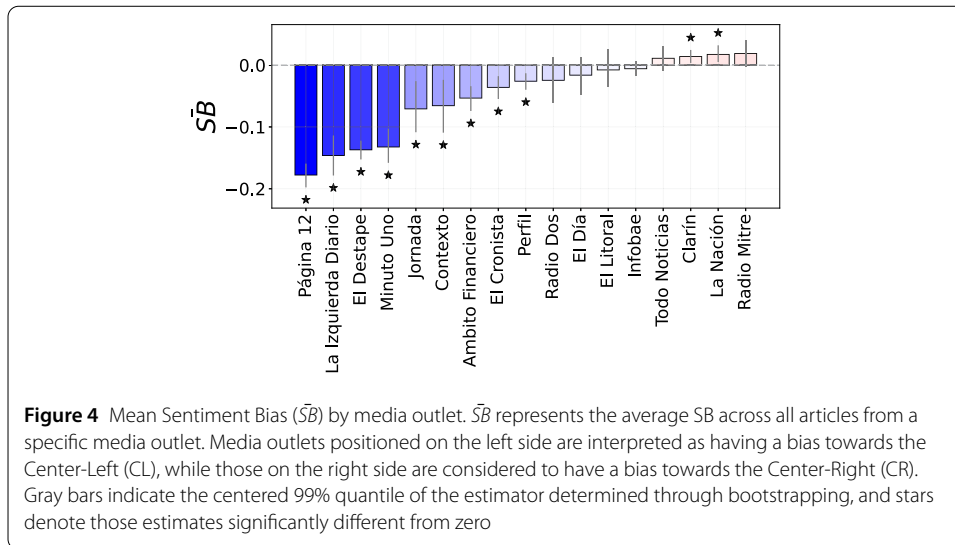 0.0
−0.1
−0.2
S̄B̄
★ ★ ★ ★ ★ ★ ★ ★ ★ ★ ★
Página 12
La Izquierda Diario
El Destape
Minuto Uno
Jornada
Contexto
Ambito Financiero
El Cronista
Perfil
Radio Dos
El Día
El Litoral
Infobae
Todo Noticias
Clarín
La Nación
Radio Mitre
Figure 4 Mean Sentiment Bias (S̄B̄) by media outlet. S̄B̄ represents the average SB across all articles from a
specific media outlet. Media outlets positioned on the left side are interpreted as having a bias towards the
Center-Left (CL), while those on the right side are considered to have a bias towards the Center-Right (CR).
Gray bars indicate the centered 99% quantile of the estimator determined through bootstrapping, and stars
denote those estimates significantly different from zero